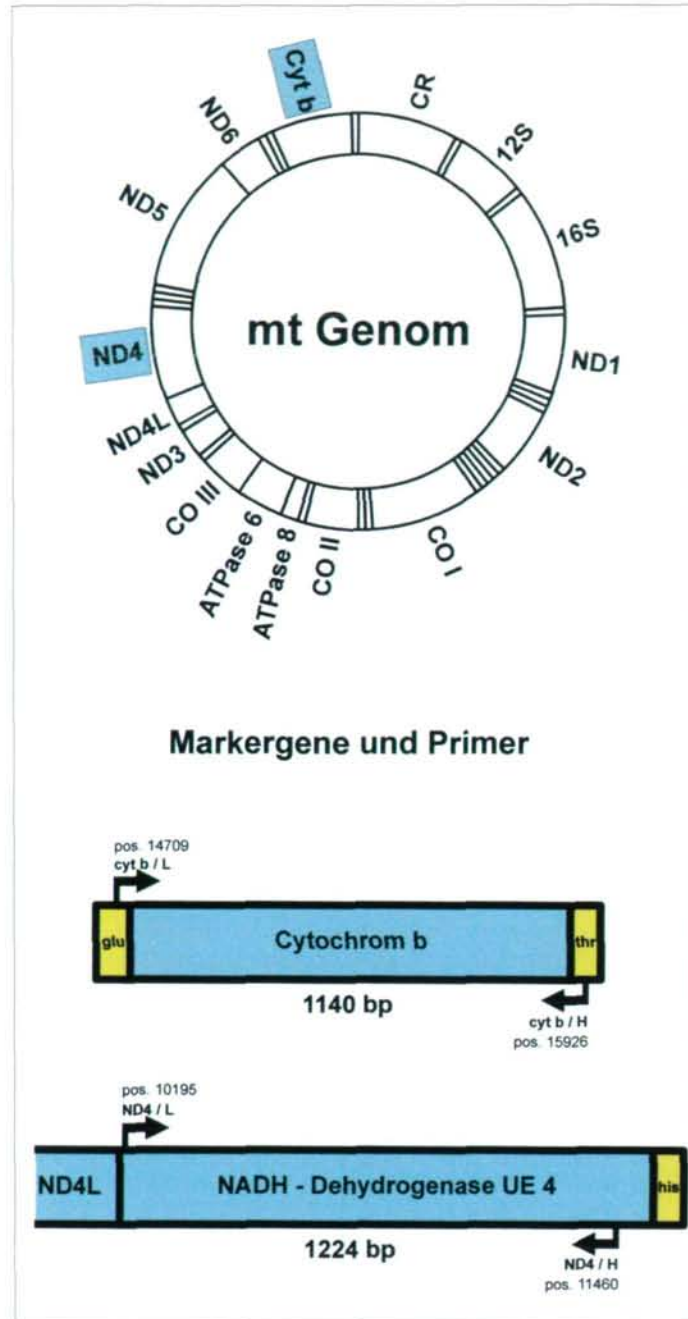 Cyt b
CR
12S
16S
ND1
ND2
CO I
CO II
ATPase 8
ATPase 6
CO III
ND3
ND4L
ND4
ND5
ND6
mt Genom
Markergene und Primer
pos. 14709
cyt b / L
glu
Cytochrom b
thr
1140 bp
cyt b / H
pos. 15926
pos. 10195
ND4 / L
ND4L
NADH - Dehydrogenase UE 4
his
1224 bp
ND4 / H
pos. 11460